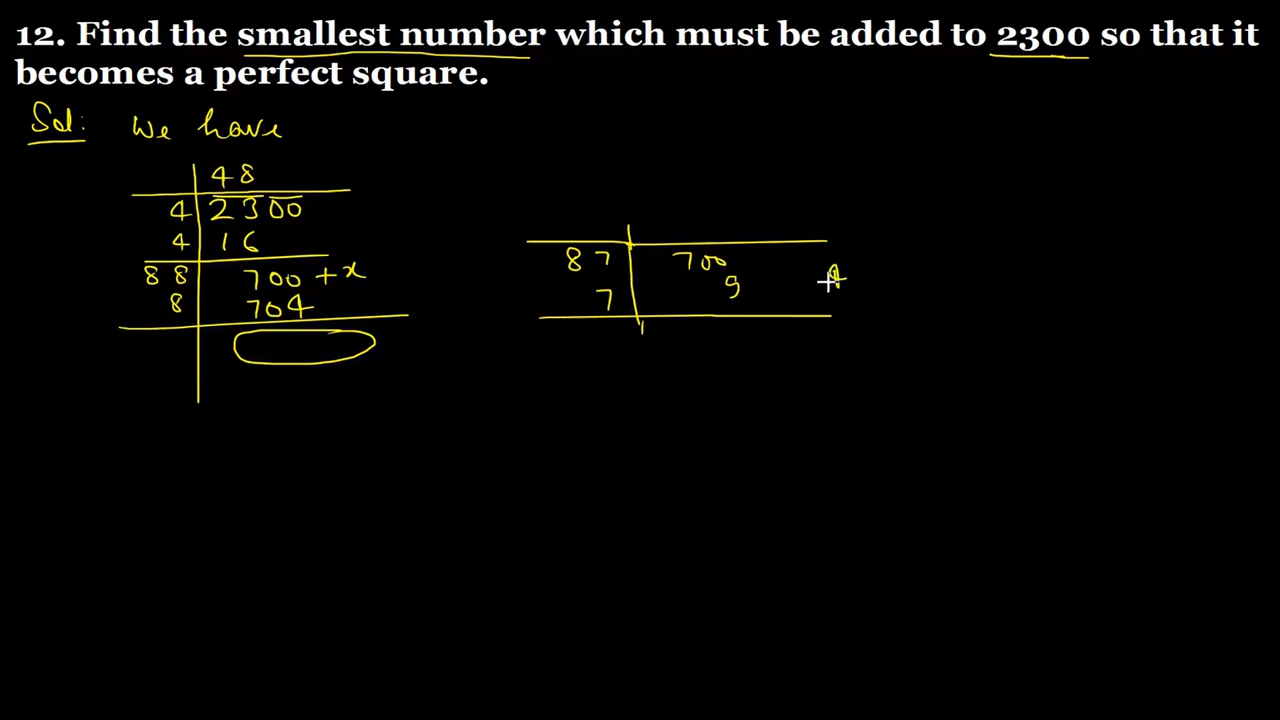 12. Find the smallest number which must be added to 2300 so that it
becomes a perfect square.
Sol: We have
48
4 2300
4 16
88 700 + x
8 704
87 700
7 9
4